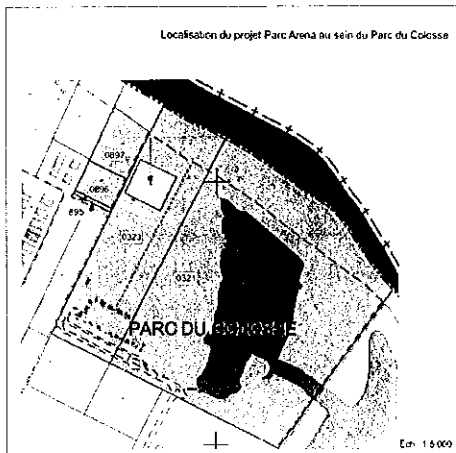 Localisation du projet Parc Arena au sein du Parc du Colosse
0897
0896
895
0323
0321
PARC DU COLOSSE
Ech 1:5 000